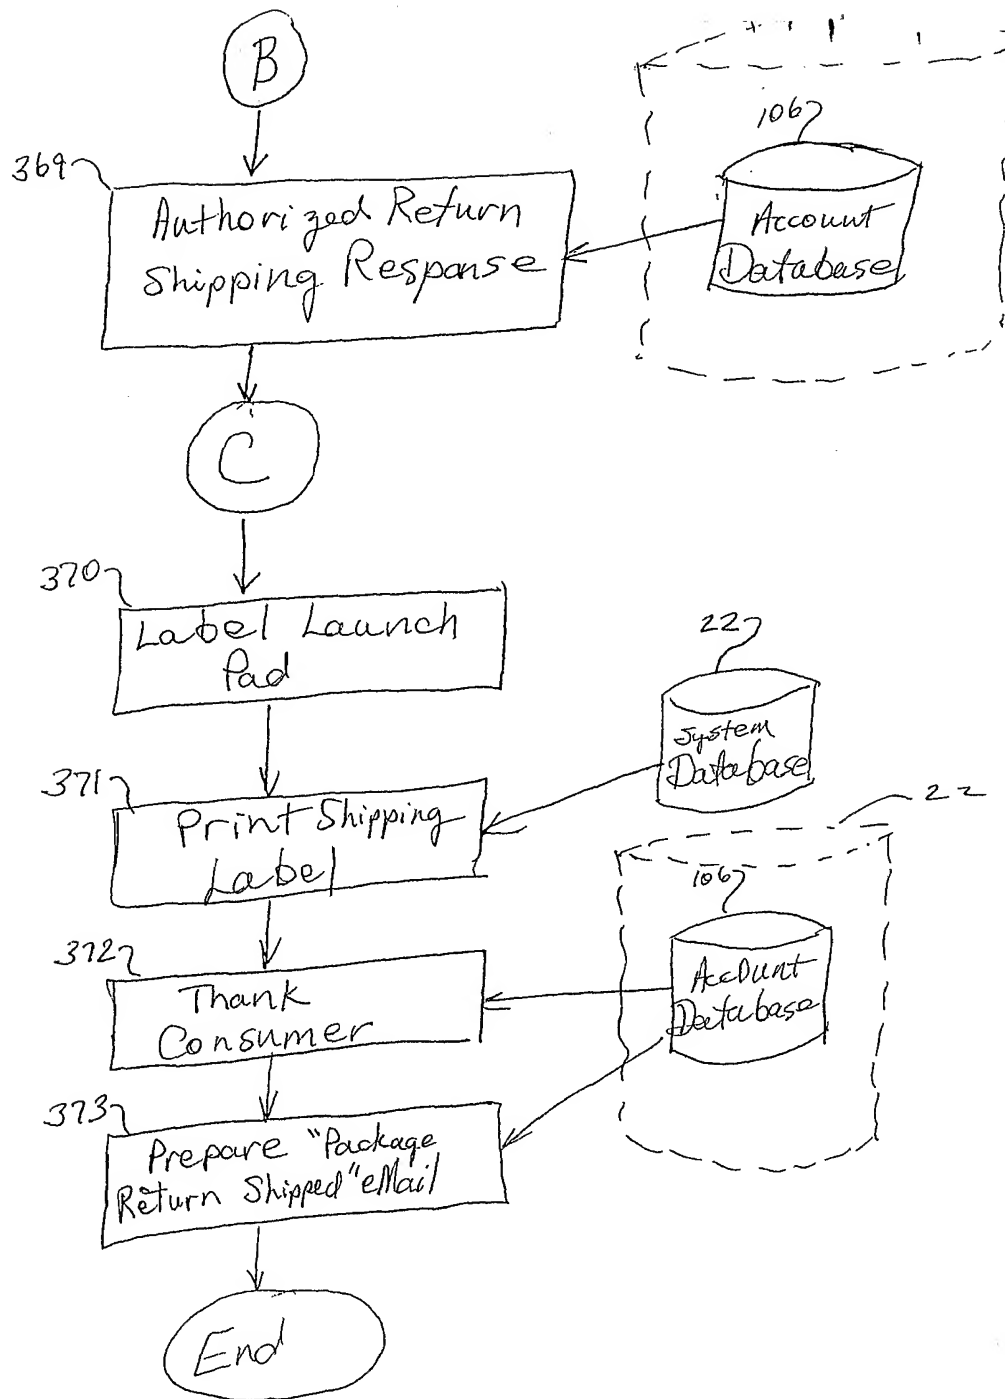 B
369
Authorized Return
Shipping Response
106
Account
Database
C
370
Label Launch
Pad
22
System
Database
371
Print Shipping
Label
22
106
Account
Database
372
Thank
Consumer
373
Prepare "Package
Return Shipped" eMail
End